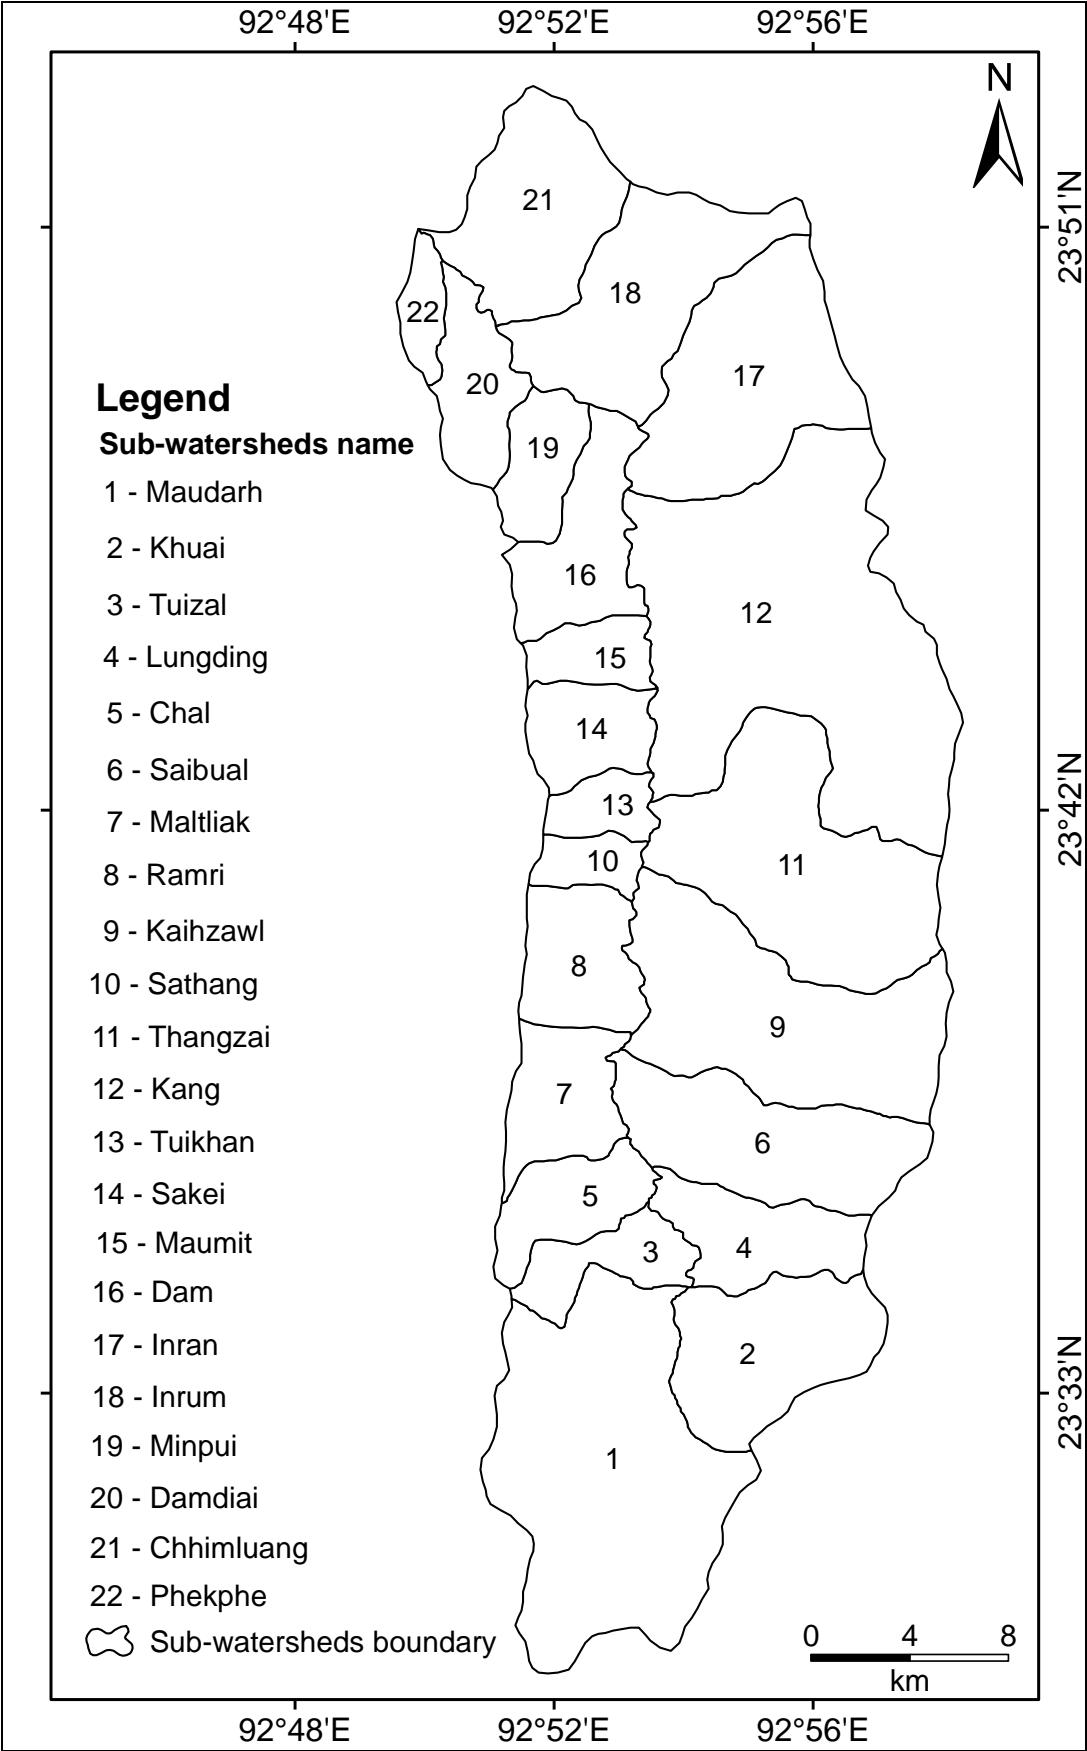 92°48'E 92°52'E 92°56'E
N
23°51'N
23°42'N
23°33'N
21
18
22
17
20
19
16
12
15
14
13
10
11
8
9
7
6
5
3
4
2
1
Legend
Sub-watersheds name
1 - Maudarh
2 - Khuai
3 - Tuizal
4 - Lungding
5 - Chal
6 - Saibual
7 - Maltliak
8 - Ramri
9 - Kaihzawl
10 - Sathang
11 - Thangzai
12 - Kang
13 - Tuikhan
14 - Sakei
15 - Maumit
16 - Dam
17 - Inran
18 - Inrum
19 - Minpui
20 - Damdiai
21 - Chhimluang
22 - Phekphe
Sub-watersheds boundary
0 4 8
km
92°48'E 92°52'E 92°56'E